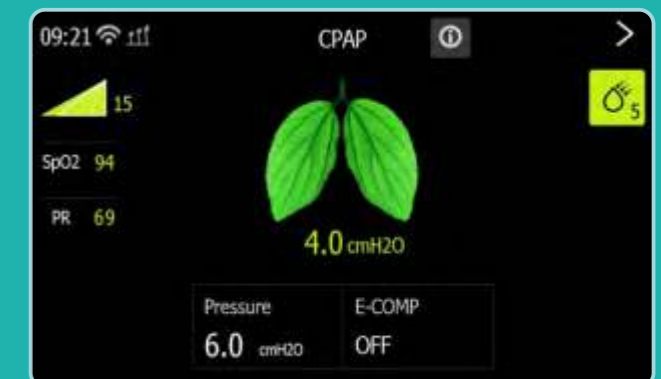 09:21
CPAP
15
5
SpO2 94
PR 69
4.0 cmH2O
Pressure
E-COMP
6.0 cmH2O
OFF